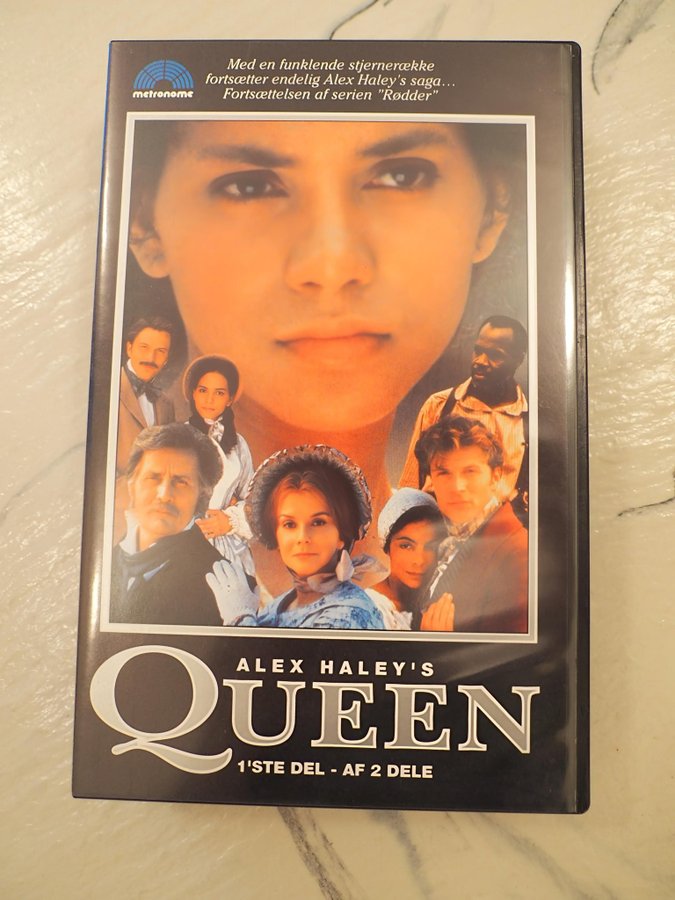 metronome
Med en funklende stjernerække
fortsætter endelig Alex Haley's saga...
Fortsættelsen af serien "Rødder"
ALEX HALEY'S
QUEEN
1'STE DEL - AF 2 DELE